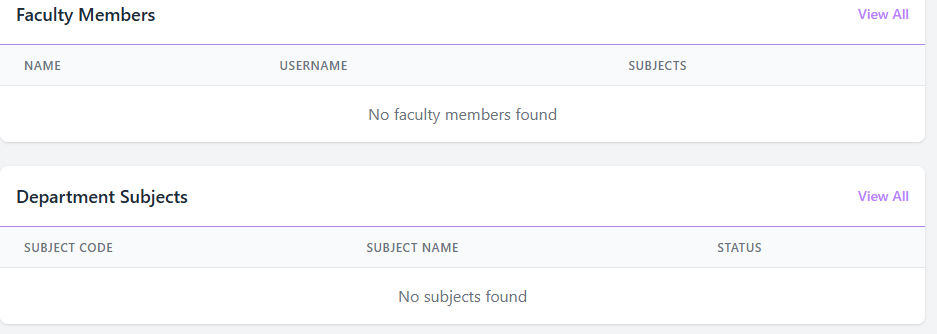 Faculty Members View All
NAME USERNAME SUBJECTS
No faculty members found
Department Subjects View All
SUBJECT CODE SUBJECT NAME STATUS
No subjects found